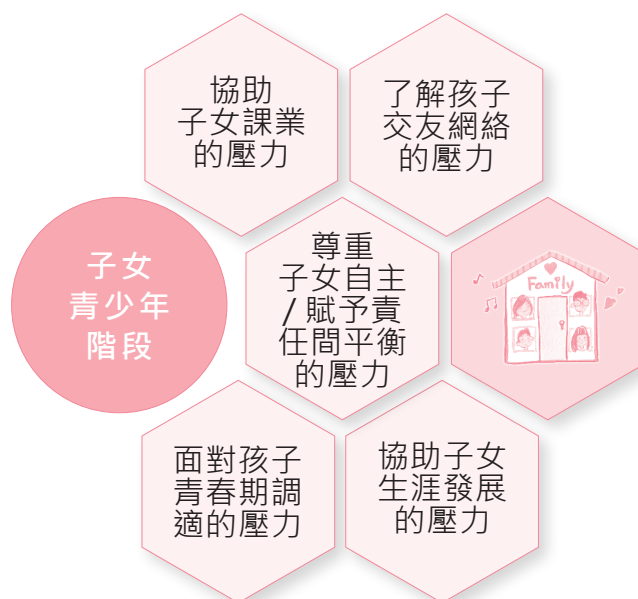 協助
子女課業
的壓力
了解孩子
交友網絡
的壓力
子女
青少年
階段
尊重
子女自主
/賦予責
任間平衡
的壓力
Family
面對孩子
青春期調
適的壓力
協助子女
生涯發展
的壓力